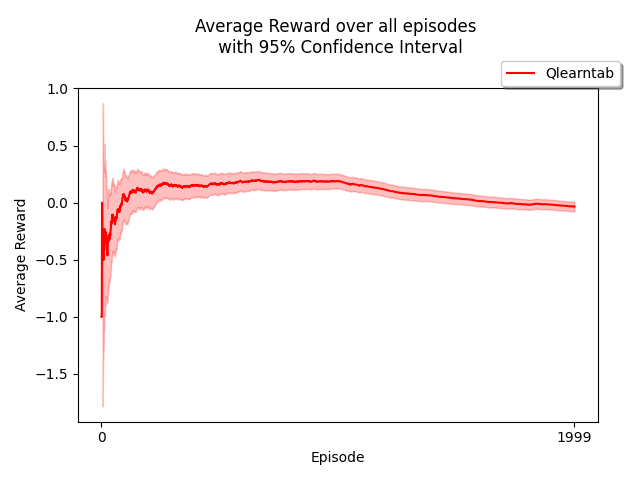 Average Reward over all episodes
with 95% Confidence Interval
Qlearntab
1.0
0.5
0.0
−0.5
−1.0
−1.5
Average Reward
0
1999
Episode